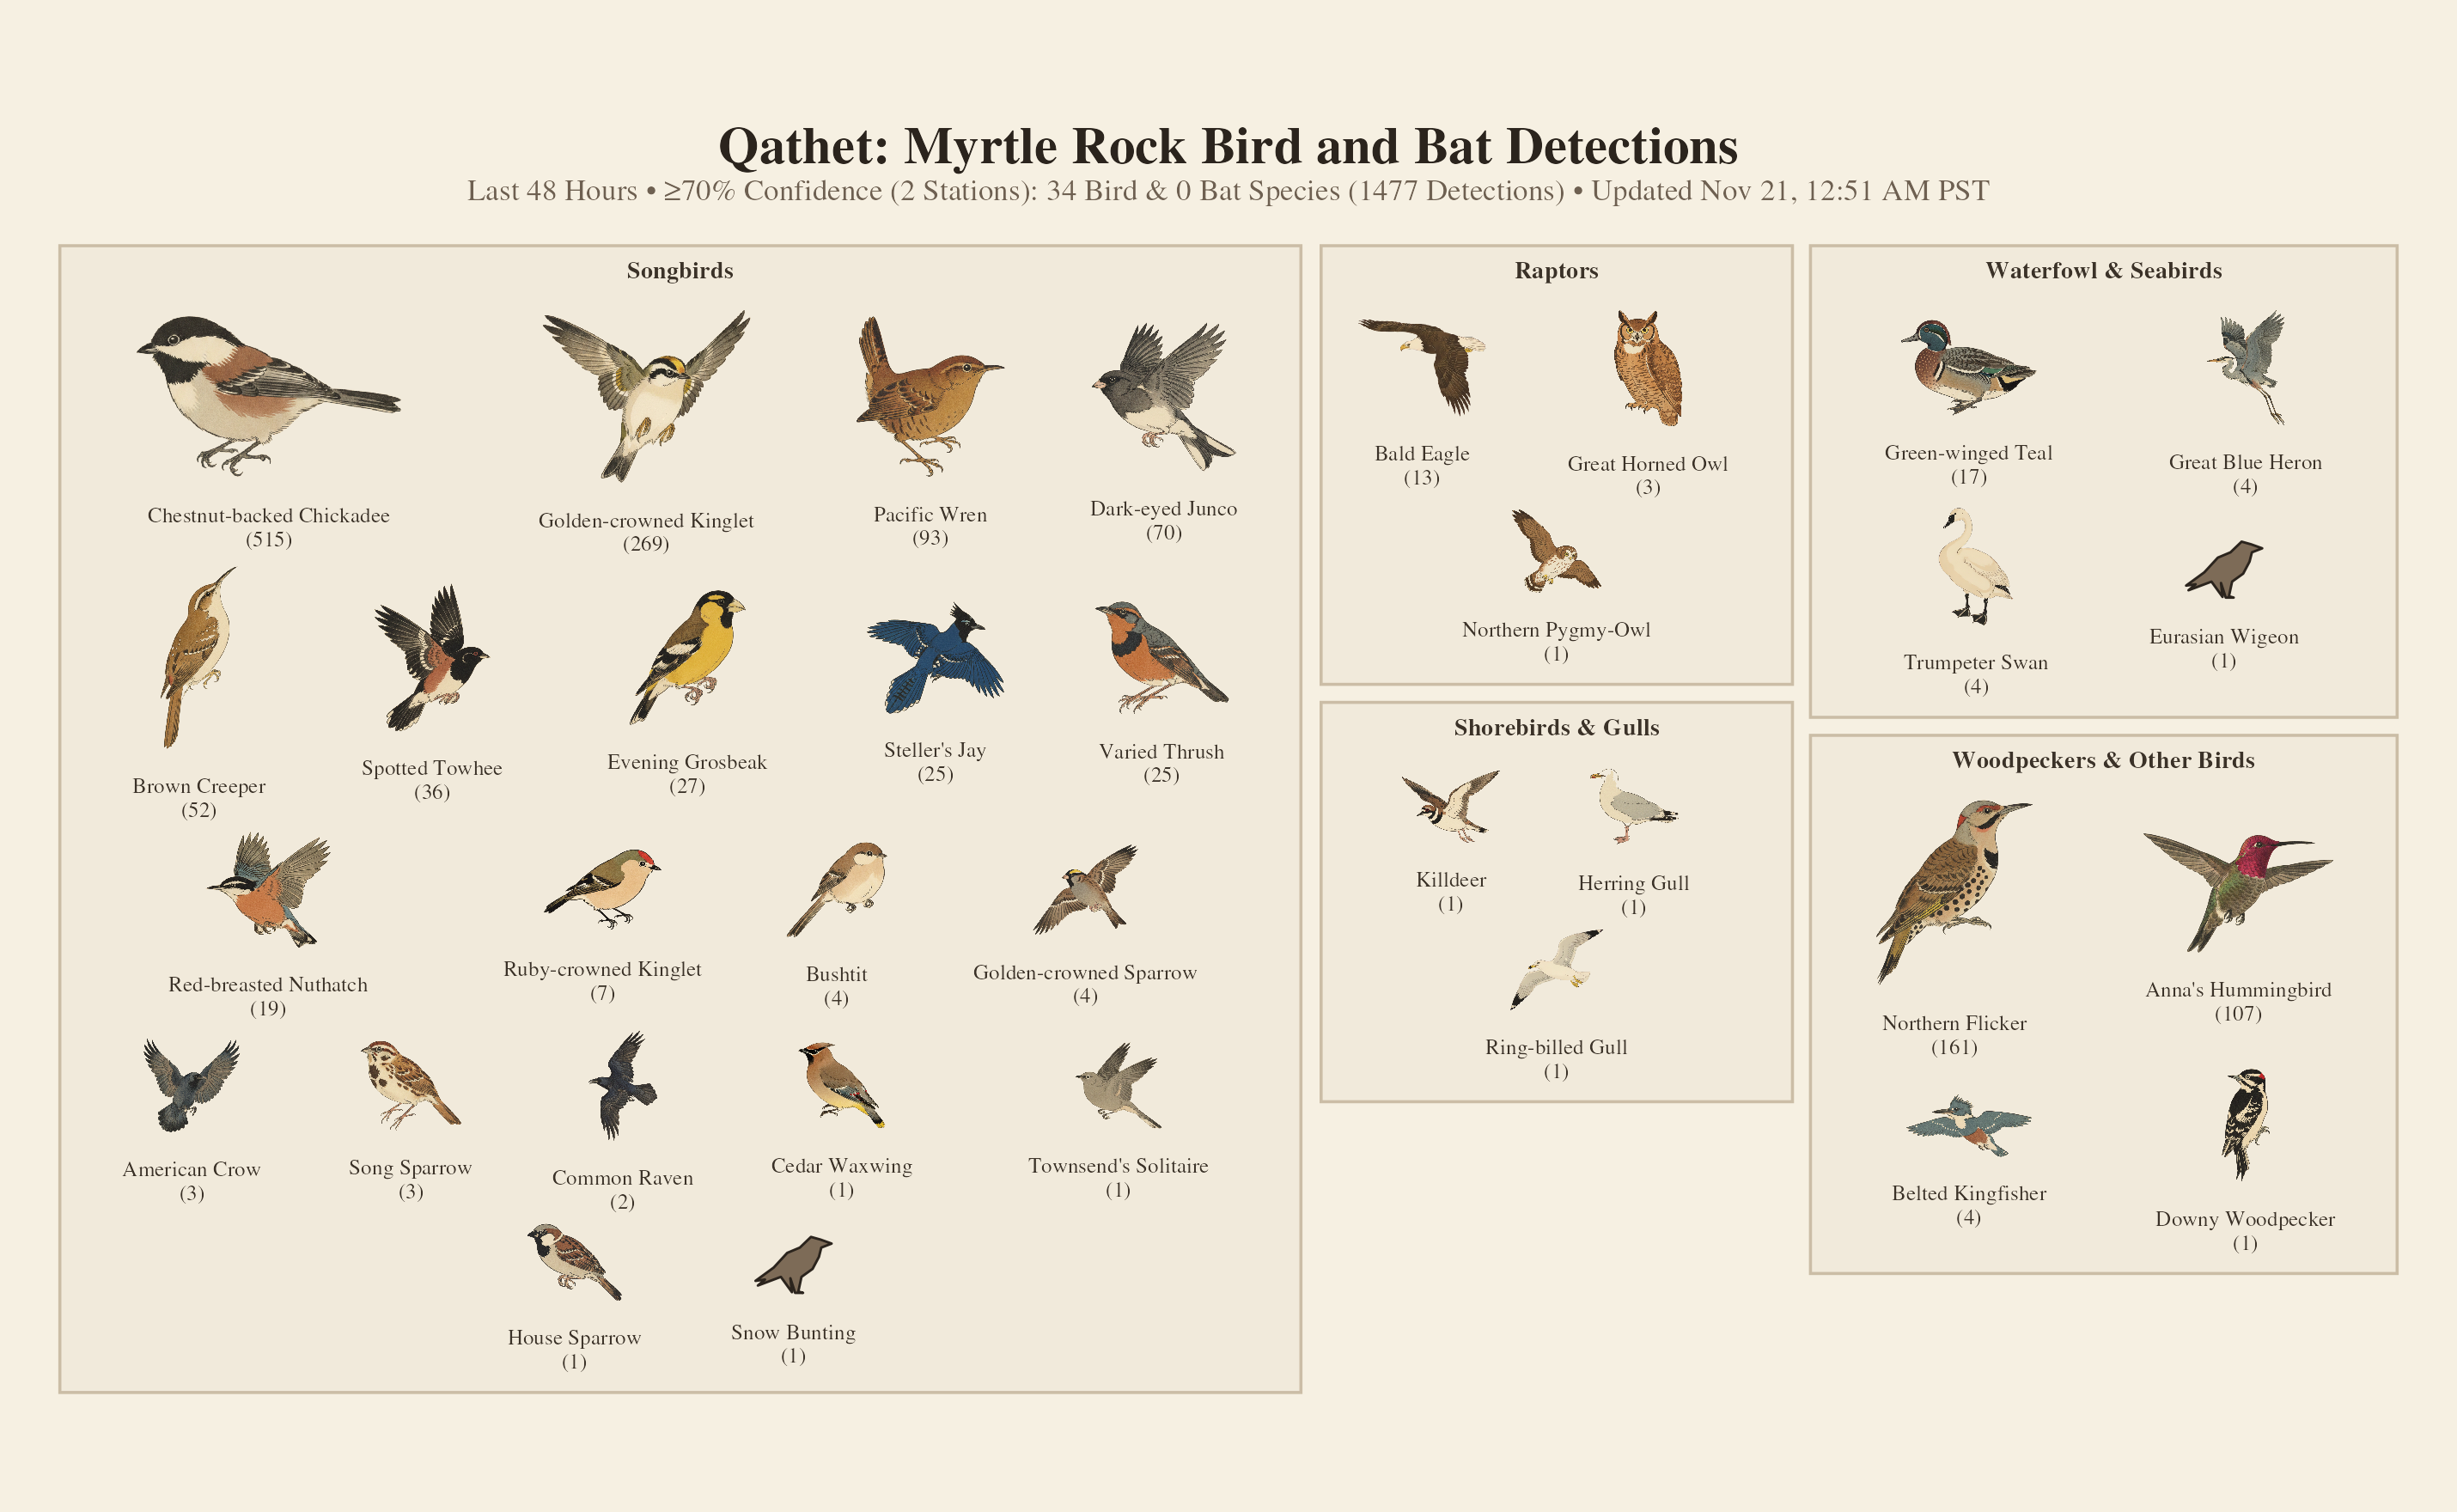 Qathet: Myrtle Rock Bird and Bat Detections
Last 48 Hours • ≥70% Confidence (2 Stations): 34 Bird & 0 Bat Species (1477 Detections) • Updated Nov 21, 12:51 AM PST
Songbirds
Chestnut-backed Chickadee
(515)
Golden-crowned Kinglet
(269)
Pacific Wren
(93)
Dark-eyed Junco
(70)
Brown Creeper
(52)
Spotted Towhee
(36)
Evening Grosbeak
(27)
Steller's Jay
(25)
Varied Thrush
(25)
Red-breasted Nuthatch
(19)
Ruby-crowned Kinglet
(7)
Bushtit
(4)
Golden-crowned Sparrow
(4)
American Crow
(3)
Song Sparrow
(3)
Common Raven
(2)
Cedar Waxwing
(1)
Townsend's Solitaire
(1)
House Sparrow
(1)
Snow Bunting
(1)
Raptors
Bald Eagle
(13)
Great Horned Owl
(3)
Northern Pygmy-Owl
(1)
Shorebirds & Gulls
Killdeer
(1)
Herring Gull
(1)
Ring-billed Gull
(1)
Waterfowl & Seabirds
Green-winged Teal
(17)
Great Blue Heron
(4)
Trumpeter Swan
(4)
Eurasian Wigeon
(1)
Woodpeckers & Other Birds
Northern Flicker
(161)
Anna's Hummingbird
(107)
Belted Kingfisher
(4)
Downy Woodpecker
(1)